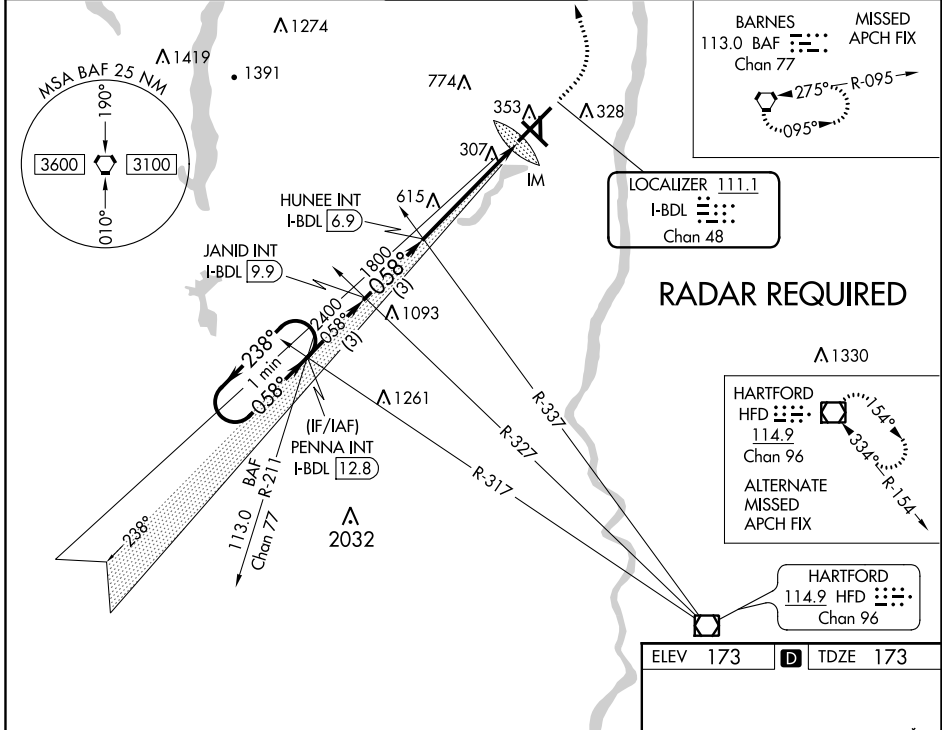 1274
1419
1391
774
353
328
307
615
MSA BAF 25 NM
190°
3600
3100
010°
BARNES
113.0 BAF
Chan 77
MISSED
APCH FIX
275°
R-095
095°
IM
LOCALIZER 111.1
I-BDL
Chan 48
HUNEE INT
I-BDL 6.9
JANID INT
I-BDL 9.9
1800
058°
(3)
2400
058°
(3)
1093
RADAR REQUIRED
238°
1 min
058°
1330
1261
(IF/IAF)
PENNA INT
I-BDL 12.8
R-337
R-327
R-317
HARTFORD
HFD
114.9
Chan 96
154°
334°
R-154
ALTERNATE
MISSED
APCH FIX
BAF
R-211
113.0
Chan 77
238°
2032
HARTFORD
114.9 HFD
Chan 96
ELEV 173 D TDZE 173